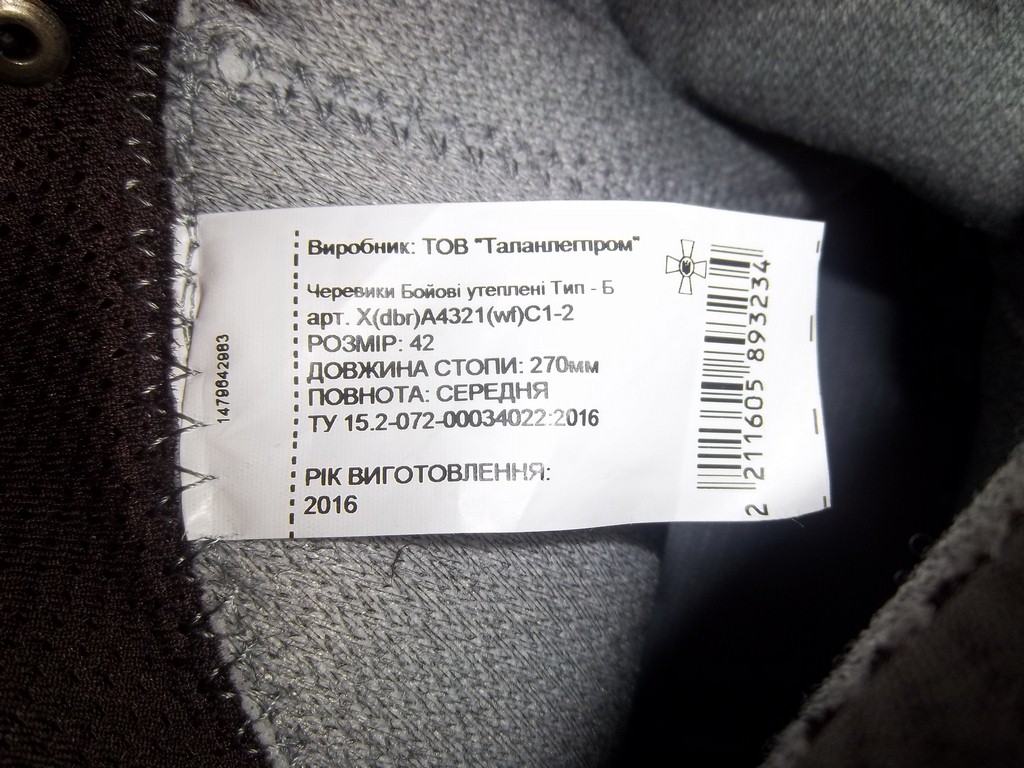 Виробник: ТОВ "Таланлегпром"
Черевики Бойові утеплені Тип - Б
арт. X(dbr)A4321(wf)C1-2
РОЗМІР: 42
ДОВЖИНА СТОПИ: 270мм
ПОВНОТА: СЕРЕДНЯ
ТУ 15.2-072-00034022:2016
РІК ВИГОТОВЛЕННЯ:
2016
1479642983
2 211605 893234